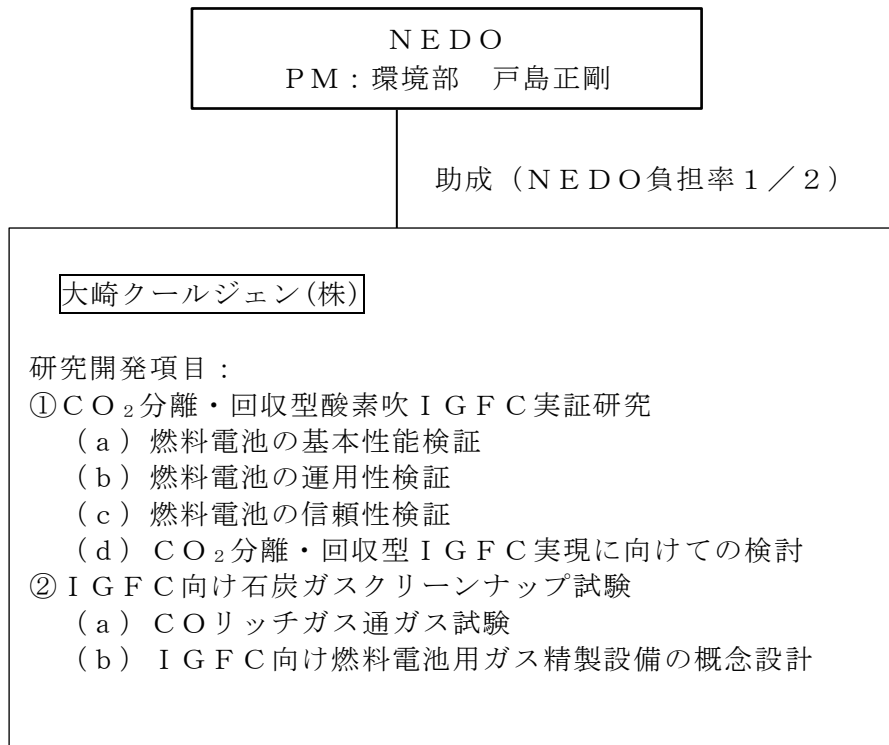 ＮＥＤＯ
ＰＭ：環境部　戸島正剛
助成（ＮＥＤＯ負担率１／２）
大崎クールジェン(株)
研究開発項目：
①ＣＯ₂分離・回収型酸素吹ＩＧＦＣ実証研究
（ａ）燃料電池の基本性能検証
（ｂ）燃料電池の運用性検証
（ｃ）燃料電池の信頼性検証
（ｄ）ＣＯ₂分離・回収型ＩＧＦＣ実現に向けての検討
②ＩＧＦＣ向け石炭ガスクリーンナップ試験
（ａ）ＣＯリッチガス通ガス試験
（ｂ）ＩＧＦＣ向け燃料電池用ガス精製設備の概念設計